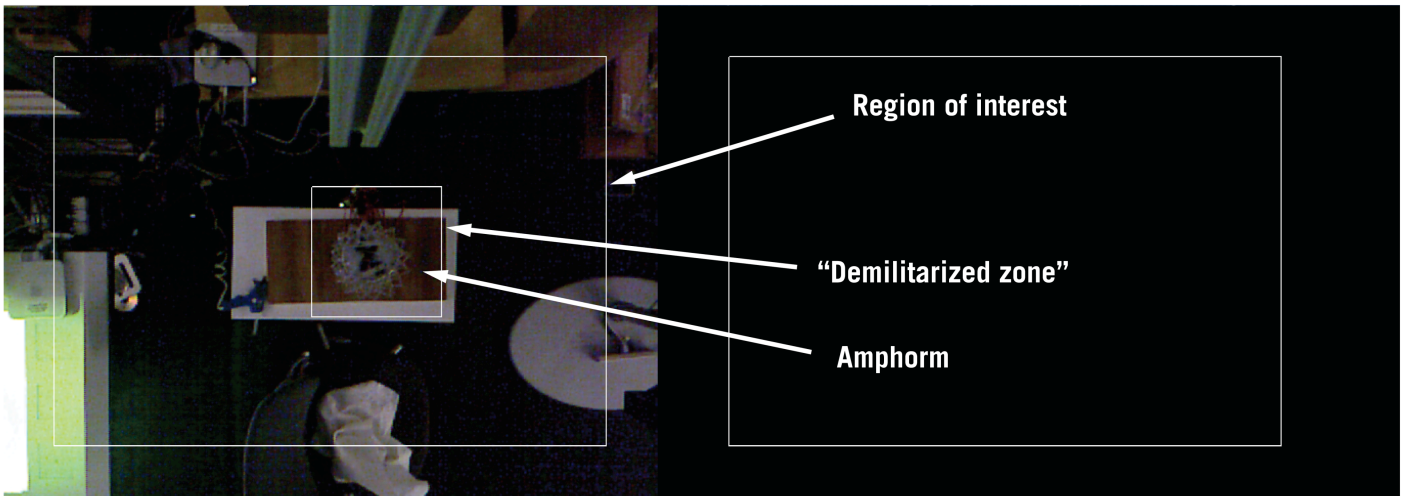 Region of interest
“Demilitarized zone”
Amphorm